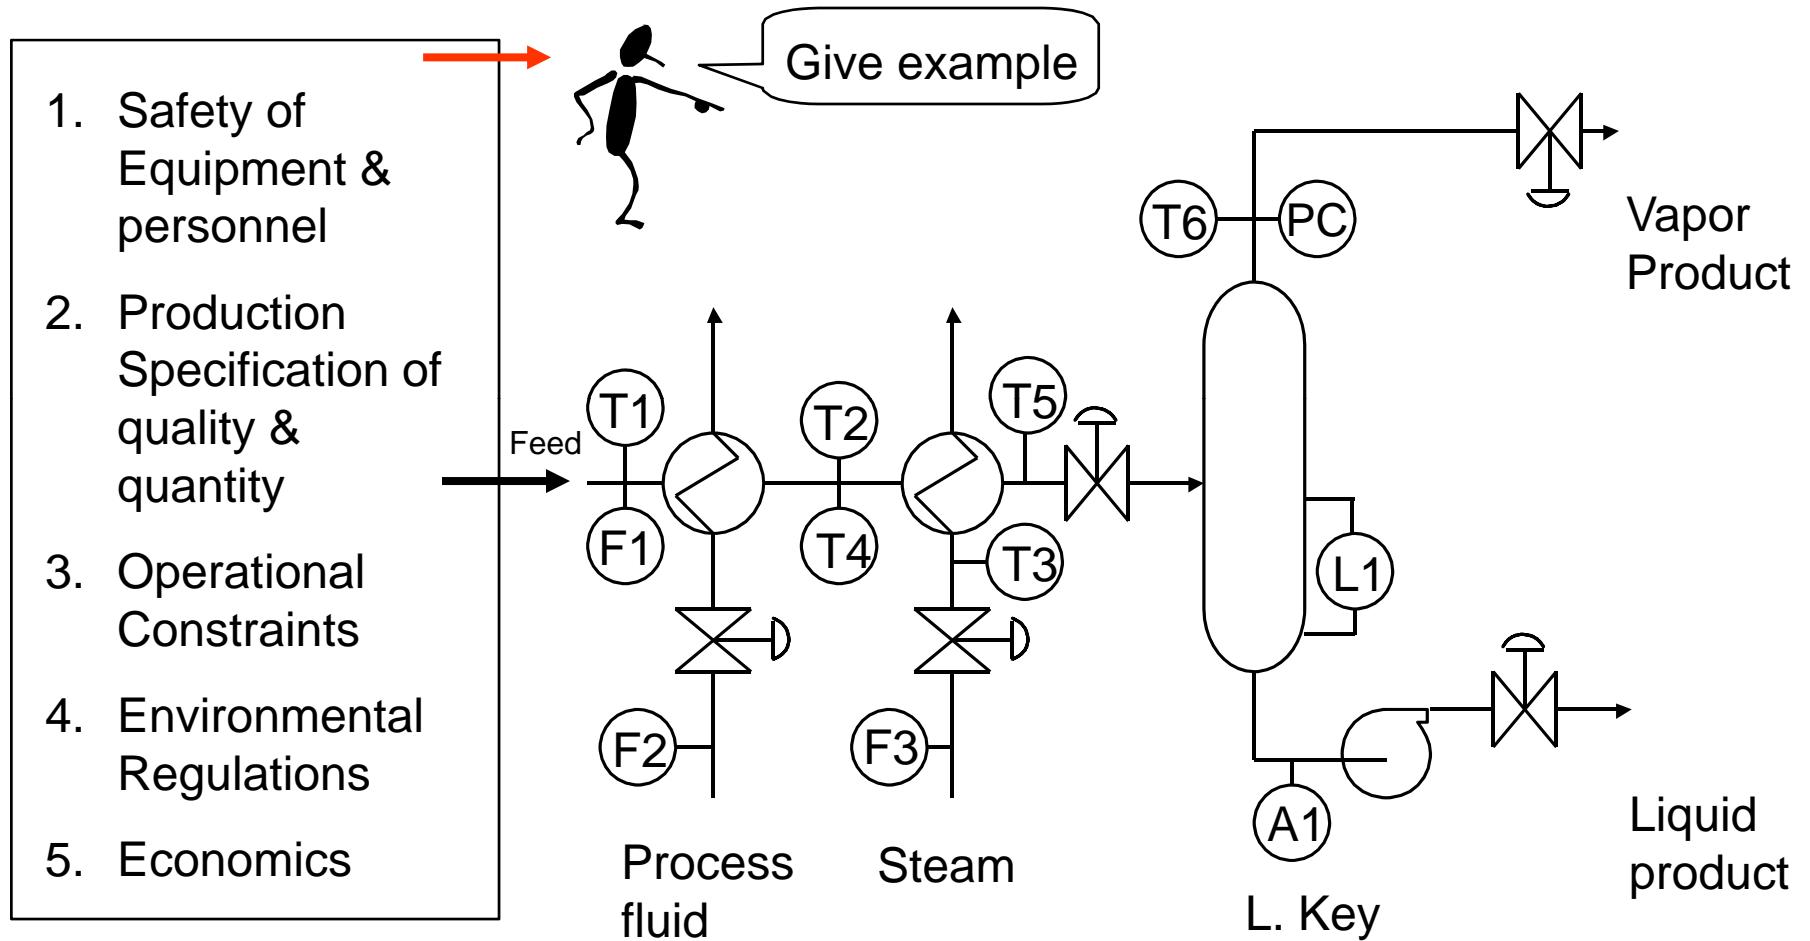 1. Safety of
Equipment &
personnel
2. Production
Specification of
quality &
quantity
3. Operational
Constraints
4. Environmental
Regulations
5. Economics
Give example
Feed
T1
F1
T2
T4
T5
T3
F2
F3
T6
PC
L1
A1
Vapor
Product
Liquid
product
Process
fluid
Steam
L. Key